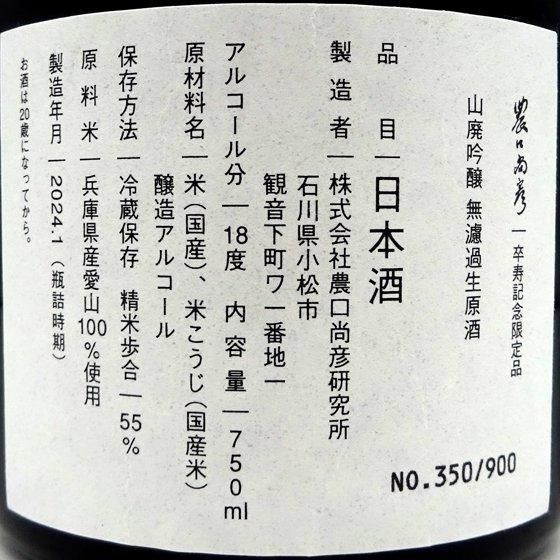 農口尚彦|卒寿記念限定品
山廃吟醸 無濾過生原酒
品目|日本酒
製造者|株式会社農口尚彦研究所
石川県小松市
観音下町ワ一番地一
アルコール分|18度 内容量|750ml
原材料名|米(国産)、米こうじ(国産米)
醸造アルコール
保存方法|冷蔵保存 精米歩合|55%
原料米|兵庫県産愛山100%使用
製造年月|2024.1(瓶詰時期)
お酒は20歳になってから。
NO.350/900